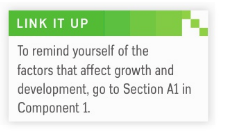 LINK IT UP
To remind yourself of the
factors that affect growth and
development, go to Section A1 in
Component 1.